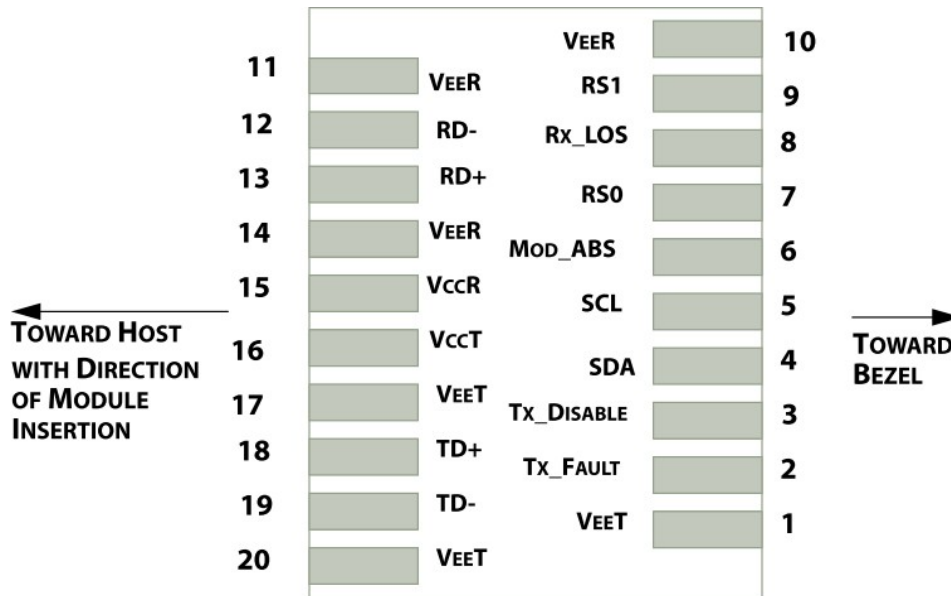 VEER 10
11 VEER
RS1 9
12 RD-
RX_LOS 8
13 RD+
RS0 7
14 VEER
MOD_ABS 6
15 VCCR
SCL 5
TOWARD HOST
WITH DIRECTION
OF MODULE
INSERTION
16 VCCT
TOWARD
BEZEL
SDA 4
17 VEET
TX_DISABLE 3
18 TD+
TX_FAULT 2
19 TD-
VEET 1
20 VEET